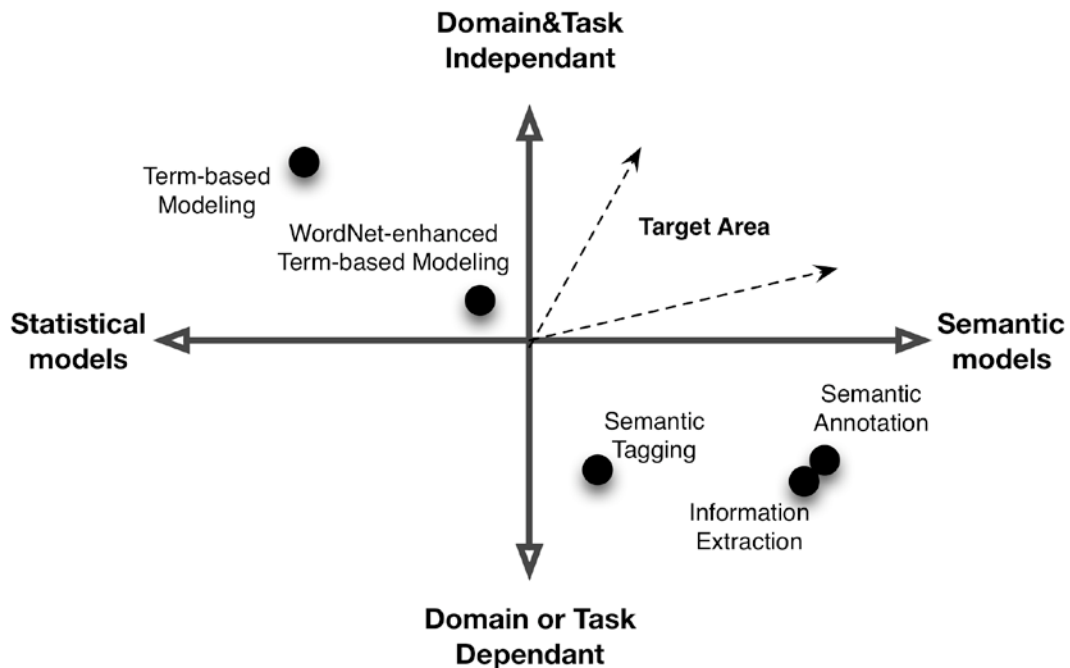 Domain&Task
Independant
Term-based
Modeling
WordNet-enhanced
Term-based Modeling
Target Area
Statistical
models
Semantic
models
Semantic
Tagging
Semantic
Annotation
Information
Extraction
Domain or Task
Dependant